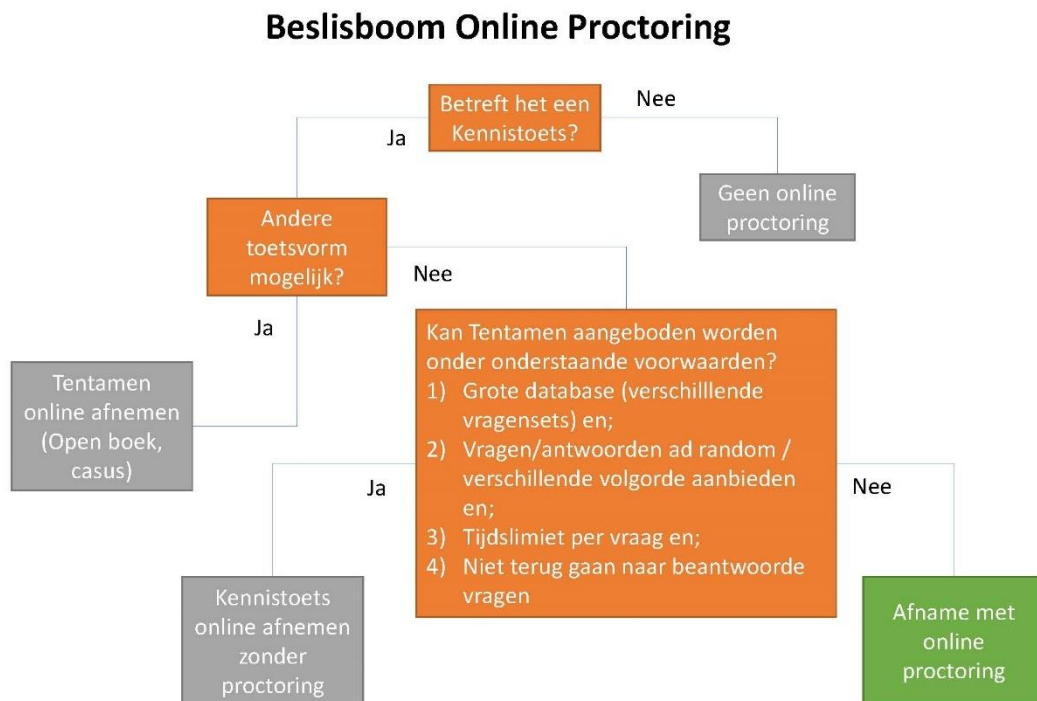 Beslisboom Online Proctoring
Betreft het een
Kennistoets?
Nee
Ja
Geen online
proctoring
Andere
toetsvorm
mogelijk?
Nee
Ja
Tentamen
online afnemen
(Open boek,
casus)
Kan Tentamen aangeboden worden
onder onderstaande voorwaarden?
1) Grote database (verschilllende
vragensets) en;
2) Vragen/antwoorden ad random /
verschillende volgorde aanbieden
en;
3) Tijdslimiet per vraag en;
4) Niet terug gaan naar beantwoorde
vragen
Ja
Nee
Kennistoets
online afnemen
zonder
proctoring
Afname met
online
proctoring